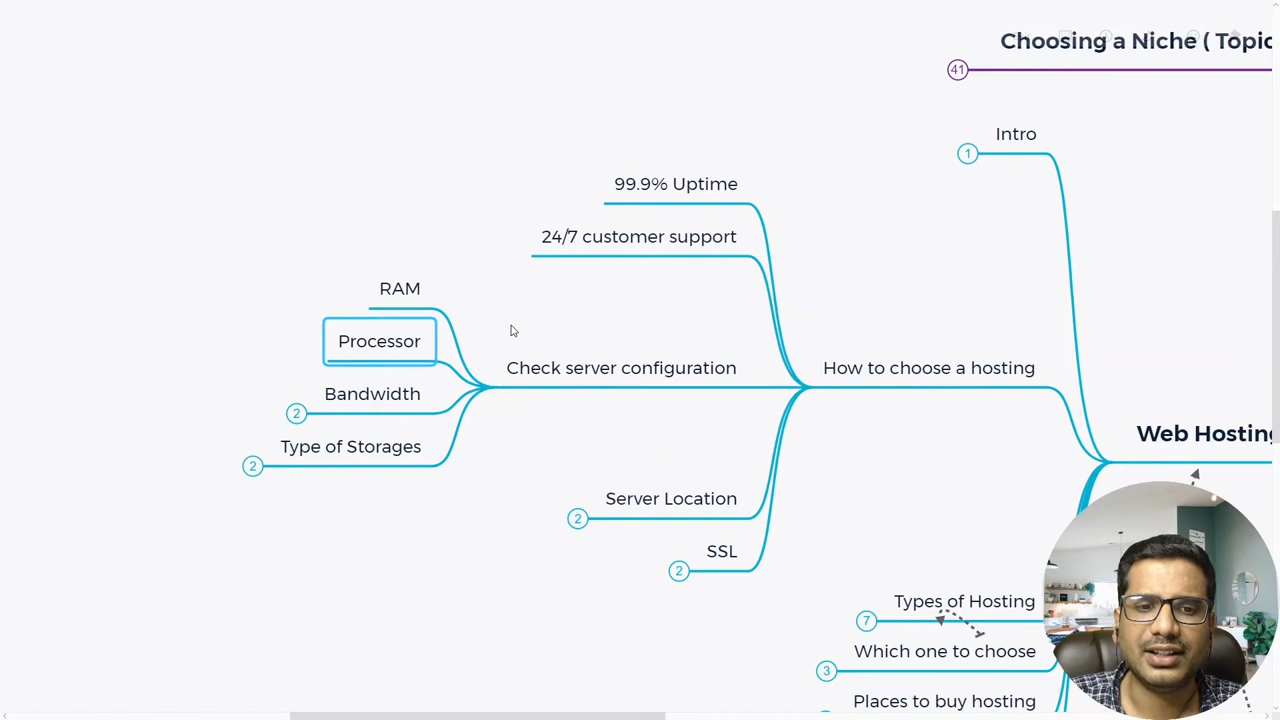 Choosing a Niche ( Topic
41
Intro
1
99.9% Uptime
24/7 customer support
RAM
Processor
Check server configuration
How to choose a hosting
Bandwidth
2
Web Hosting
Type of Storages
2
Server Location
2
SSL
2
Types of Hosting
7
Which one to choose
3
Places to buy hosting